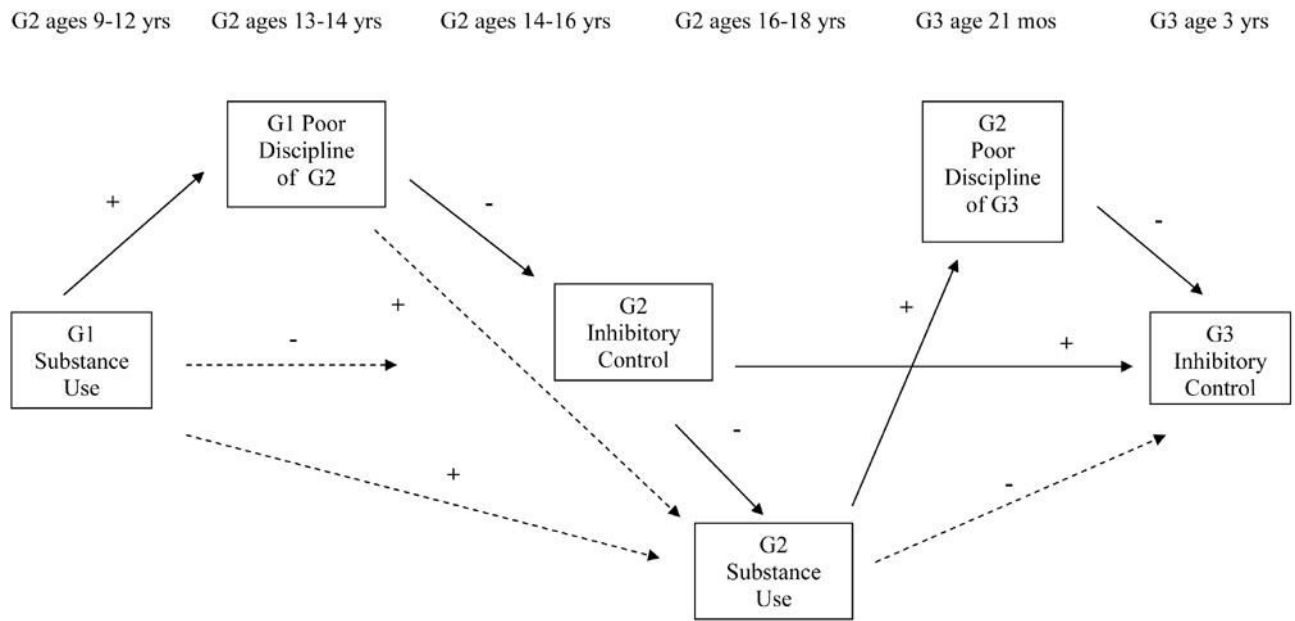 G2 ages 9-12 yrs G2 ages 13-14 yrs G2 ages 14-16 yrs G2 ages 16-18 yrs G3 age 21 mos G3 age 3 yrs
G1 Poor
Discipline
of G2
G2
Poor
Discipline
of G3
+
-
-
G1
Substance
Use
-
+
G2
Inhibitory
Control
+
+
G3
Inhibitory
Control
+
-
-
G2
Substance
Use